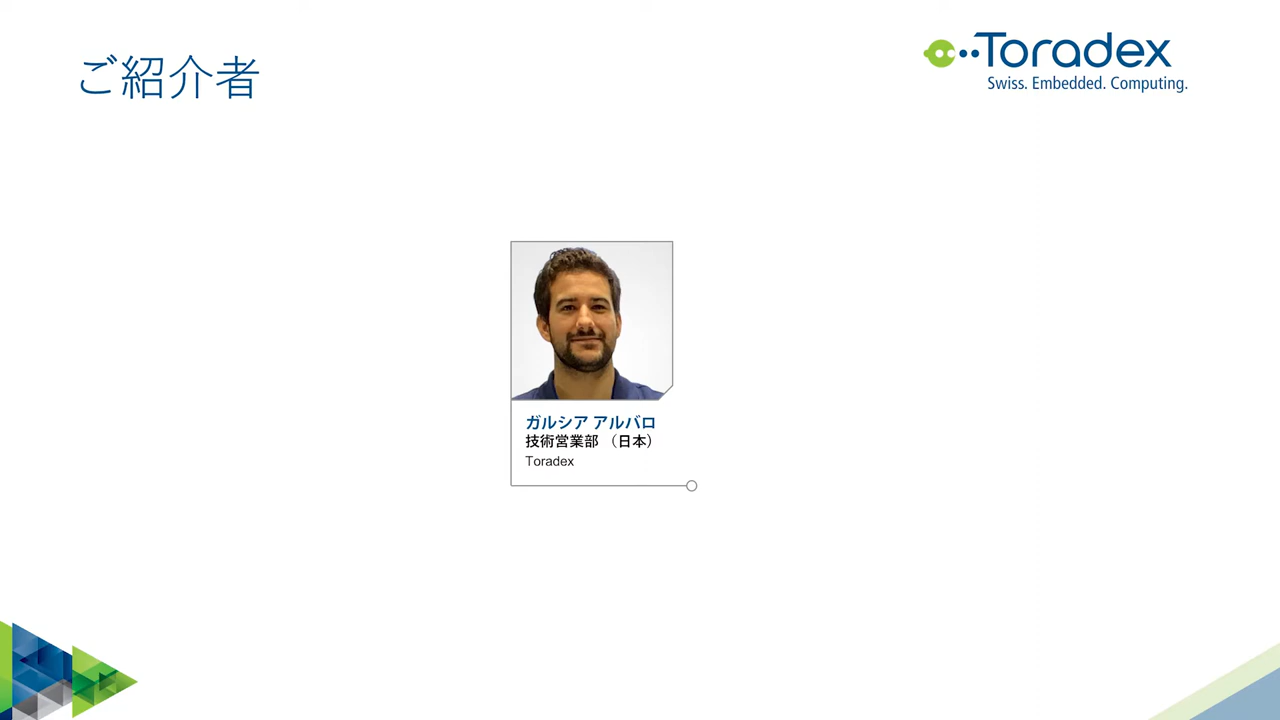 ご紹介者
Toradex
Swiss. Embedded. Computing.
ガルシア アルバロ
技術営業部 （日本）
Toradex